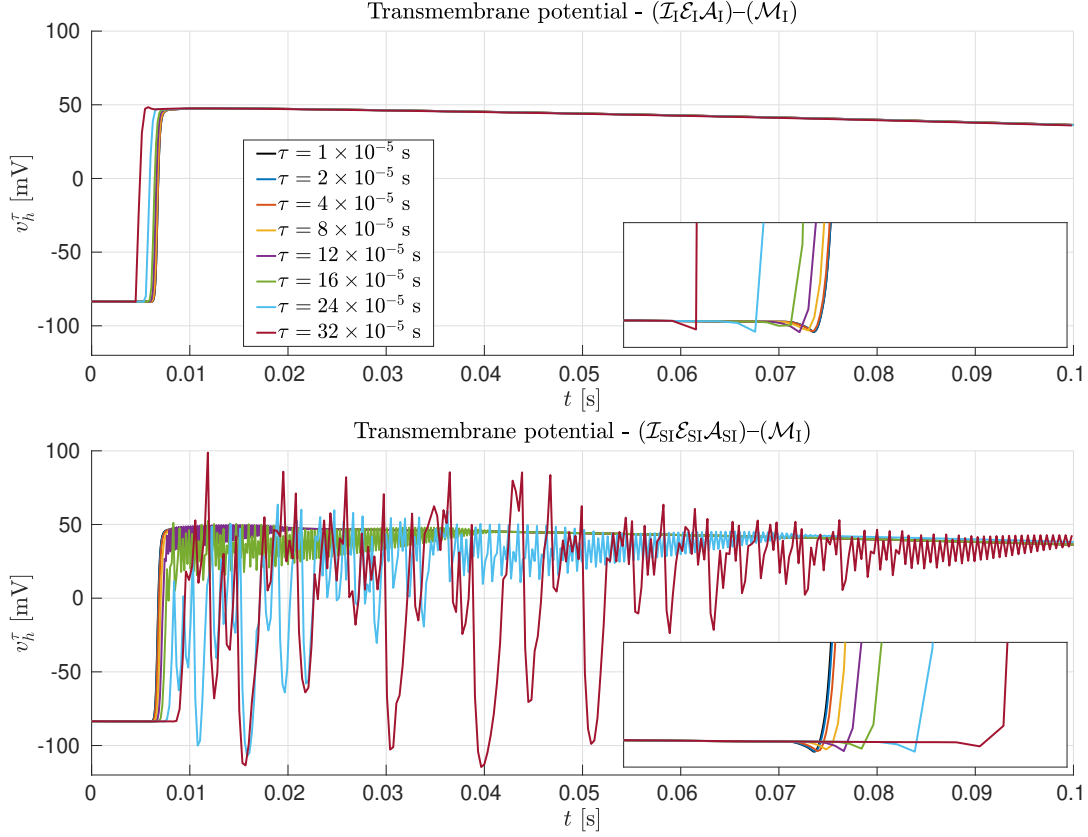 Transmembrane potential - (𝓘_I𝓔_I𝓐_I)–(𝓜_I)
100
50
0
-50
-100
v_h^τ [mV]
τ = 1 × 10⁻⁵ s
τ = 2 × 10⁻⁵ s
τ = 4 × 10⁻⁵ s
τ = 8 × 10⁻⁵ s
τ = 12 × 10⁻⁵ s
τ = 16 × 10⁻⁵ s
τ = 24 × 10⁻⁵ s
τ = 32 × 10⁻⁵ s
0 0.01 0.02 0.03 0.04 0.05 0.06 0.07 0.08 0.09 0.1
t [s]
Transmembrane potential - (𝓘_SI𝓔_SI𝓐_SI)–(𝓜_I)
100
50
0
-50
-100
v_h^τ [mV]
0 0.01 0.02 0.03 0.04 0.05 0.06 0.07 0.08 0.09 0.1
t [s]